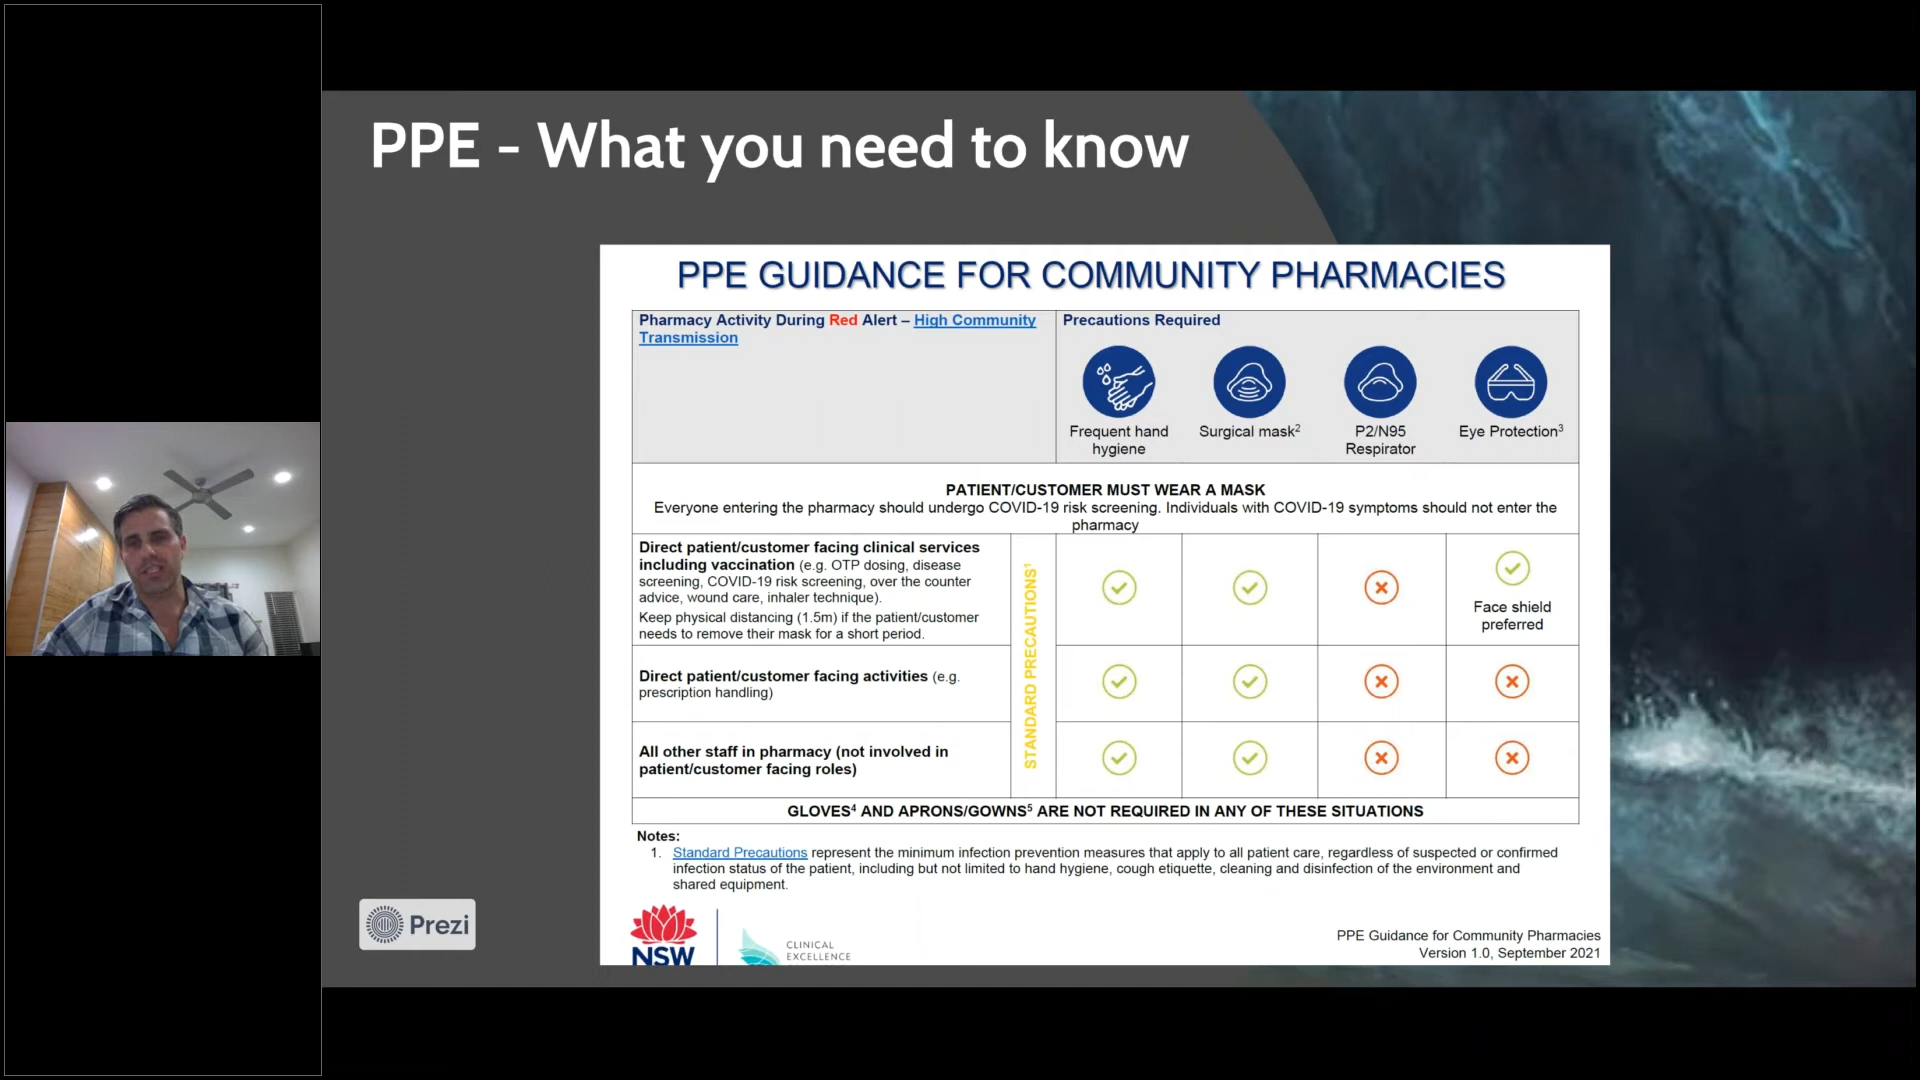 PPE - What you need to know
PPE GUIDANCE FOR COMMUNITY PHARMACIES
Pharmacy Activity During Red Alert – High Community
Transmission
Precautions Required
Frequent hand
hygiene
Surgical mask2
P2/N95
Respirator
Eye Protection3
PATIENT/CUSTOMER MUST WEAR A MASK
Everyone entering the pharmacy should undergo COVID-19 risk screening. Individuals with COVID-19 symptoms should not enter the
pharmacy
Direct patient/customer facing clinical services
including vaccination (e.g. OTP dosing, disease
screening, COVID-19 risk screening, over the counter
advice, wound care, inhaler technique).
Keep physical distancing (1.5m) if the patient/customer
needs to remove their mask for a short period.
STANDARD PRECAUTIONS1
Face shield
preferred
Direct patient/customer facing activities (e.g.
prescription handling)
All other staff in pharmacy (not involved in
patient/customer facing roles)
GLOVES4 AND APRONS/GOWNS5 ARE NOT REQUIRED IN ANY OF THESE SITUATIONS
Notes:
1. Standard Precautions represent the minimum infection prevention measures that apply to all patient care, regardless of suspected or confirmed
infection status of the patient, including but not limited to hand hygiene, cough etiquette, cleaning and disinfection of the environment and
shared equipment.
NSW
CLINICAL
EXCELLENCE
PPE Guidance for Community Pharmacies
Version 1.0, September 2021
Prezi